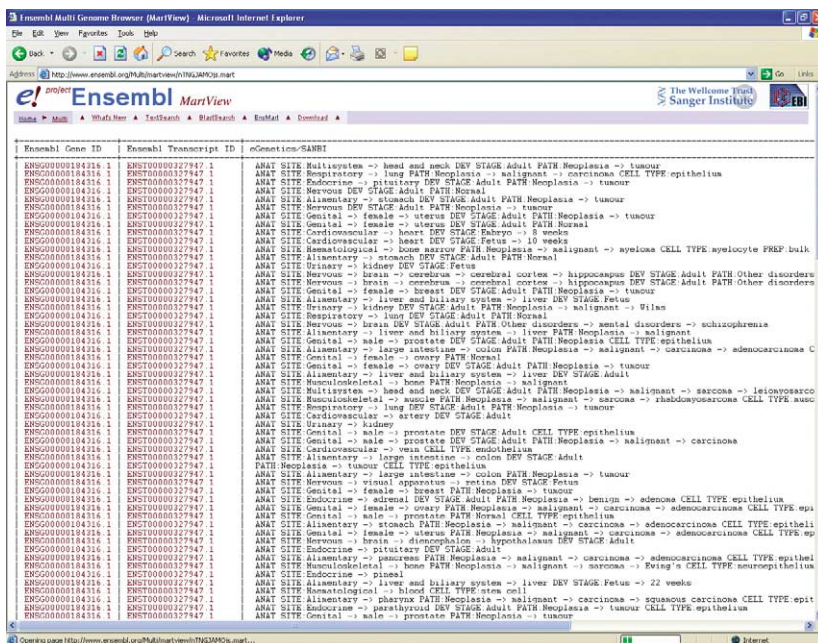 Ensembl Multi Genome Browser (MartView) - Microsoft Internet Explorer
File Edit View Favorites Tools Help
Back Search Favorites Media
Address http://www.ensembl.org/Multi/martview/nTNGJAMOjs.mart Go Links
e! project Ensembl MartView The Wellcome Trust Sanger Institute EBI
Home Multi What's New TextSearch BlastSearch EnsMart Download
| Ensembl Gene ID | Ensembl Transcript ID | eGenetics/SANBI
| ENSG00000184316.1 | ENST00000327947.1 | ANAT SITE:Multisystem -> head and neck DEV STAGE:Adult PATH:Neoplasia -> tumour
| ENSG00000184316.1 | ENST00000327947.1 | ANAT SITE:Respiratory -> lung PATH:Neoplasia -> malignant -> carcinoma CELL TYPE:epithelium
| ENSG00000184316.1 | ENST00000327947.1 | ANAT SITE:Endocrine -> pituitary DEV STAGE:Adult PATH:Neoplasia -> tumour
| ENSG00000184316.1 | ENST00000327947.1 | ANAT SITE:Nervous DEV STAGE:Adult PATH:Normal
| ENSG00000184316.1 | ENST00000327947.1 | ANAT SITE:Alimentary -> stomach DEV STAGE:Adult PATH:Neoplasia -> tumour
| ENSG00000184316.1 | ENST00000327947.1 | ANAT SITE:Nervous DEV STAGE:Adult PATH:Neoplasia -> tumour
| ENSG00000184316.1 | ENST00000327947.1 | ANAT SITE:Genital -> female -> uterus DEV STAGE:Adult PATH:Neoplasia -> tumour
| ENSG00000184316.1 | ENST00000327947.1 | ANAT SITE:Genital -> female -> uterus DEV STAGE:Adult PATH:Normal
| ENSG00000184316.1 | ENST00000327947.1 | ANAT SITE:Cardiovascular -> heart DEV STAGE:Embryo -> 8 weeks
| ENSG00000184316.1 | ENST00000327947.1 | ANAT SITE:Cardiovascular -> heart DEV STAGE:Fetus -> 10 weeks
| ENSG00000184316.1 | ENST00000327947.1 | ANAT SITE:Haematological -> bone marrow PATH:Neoplasia -> malignant -> myeloma CELL TYPE:myelocyte PREP:bulk
| ENSG00000184316.1 | ENST00000327947.1 | ANAT SITE:Alimentary -> stomach DEV STAGE:Adult PATH:Normal
| ENSG00000184316.1 | ENST00000327947.1 | ANAT SITE:Urinary -> kidney DEV STAGE:Fetus
| ENSG00000184316.1 | ENST00000327947.1 | ANAT SITE:Nervous -> brain -> cerebrum -> cerebral cortex -> hippocampus DEV STAGE:Adult PATH:Other disorders
| ENSG00000184316.1 | ENST00000327947.1 | ANAT SITE:Nervous -> brain -> cerebrum -> cerebral cortex -> hippocampus DEV STAGE:Adult PATH:Other disorders
| ENSG00000184316.1 | ENST00000327947.1 | ANAT SITE:Genital -> female -> breast DEV STAGE:Adult PATH:Normal
| ENSG00000184316.1 | ENST00000327947.1 | ANAT SITE:Alimentary -> liver and biliary system -> liver DEV STAGE:Fetus
| ENSG00000184316.1 | ENST00000327947.1 | ANAT SITE:Urinary -> kidney DEV STAGE:Adult PATH:Neoplasia -> malignant -> Wilms
| ENSG00000184316.1 | ENST00000327947.1 | ANAT SITE:Respiratory -> lung DEV STAGE:Adult PATH:Normal
| ENSG00000184316.1 | ENST00000327947.1 | ANAT SITE:Nervous -> brain DEV STAGE:Adult PATH:Other disorders -> mental disorders -> schizophrenia
| ENSG00000184316.1 | ENST00000327947.1 | ANAT SITE:Alimentary -> liver and biliary system -> liver PATH:Neoplasia -> malignant
| ENSG00000184316.1 | ENST00000327947.1 | ANAT SITE:Genital -> male -> prostate DEV STAGE:Adult PATH:Neoplasia CELL TYPE:epithelium
| ENSG00000184316.1 | ENST00000327947.1 | ANAT SITE:Alimentary -> large intestine -> colon PATH:Neoplasia -> malignant -> carcinoma -> adenocarcinoma C
| ENSG00000184316.1 | ENST00000327947.1 | ANAT SITE:Genital -> female -> ovary PATH:Normal
| ENSG00000184316.1 | ENST00000327947.1 | ANAT SITE:Genital -> female -> ovary DEV STAGE:Adult PATH:Neoplasia -> tumour
| ENSG00000184316.1 | ENST00000327947.1 | ANAT SITE:Alimentary -> liver and biliary system -> liver DEV STAGE:Adult
| ENSG00000184316.1 | ENST00000327947.1 | ANAT SITE:Musculoskeletal -> bone PATH:Neoplasia -> malignant
| ENSG00000184316.1 | ENST00000327947.1 | ANAT SITE:Multisystem -> head and neck DEV STAGE:Adult PATH:Neoplasia -> malignant -> sarcoma -> leiomyosarco
| ENSG00000184316.1 | ENST00000327947.1 | ANAT SITE:Musculoskeletal -> muscle PATH:Neoplasia -> malignant -> sarcoma -> rhabdomyosarcoma CELL TYPE:musc
| ENSG00000184316.1 | ENST00000327947.1 | ANAT SITE:Respiratory -> lung DEV STAGE:Adult PATH:Neoplasia -> tumour
| ENSG00000184316.1 | ENST00000327947.1 | ANAT SITE:Cardiovascular -> artery DEV STAGE:Adult
| ENSG00000184316.1 | ENST00000327947.1 | ANAT SITE:Urinary -> kidney
| ENSG00000184316.1 | ENST00000327947.1 | ANAT SITE:Genital -> male -> prostate DEV STAGE:Adult CELL TYPE:epithelium
| ENSG00000184316.1 | ENST00000327947.1 | ANAT SITE:Genital -> male -> prostate DEV STAGE:Adult PATH:Neoplasia -> malignant -> carcinoma
| ENSG00000184316.1 | ENST00000327947.1 | ANAT SITE:Cardiovascular -> vein CELL TYPE:endothelium
| ENSG00000184316.1 | ENST00000327947.1 | ANAT SITE:Alimentary -> large intestine -> colon DEV STAGE:Adult
| ENSG00000184316.1 | ENST00000327947.1 | PATH:Neoplasia -> tumour CELL TYPE:epithelium
| ENSG00000184316.1 | ENST00000327947.1 | ANAT SITE:Alimentary -> large intestine -> colon PATH:Neoplasia -> tumour
| ENSG00000184316.1 | ENST00000327947.1 | ANAT SITE:Nervous -> visual apparatus -> retina DEV STAGE:Fetus
| ENSG00000184316.1 | ENST00000327947.1 | ANAT SITE:Genital -> female -> breast PATH:Neoplasia -> tumour
| ENSG00000184316.1 | ENST00000327947.1 | ANAT SITE:Endocrine -> adrenal DEV STAGE:Adult PATH:Neoplasia -> benign -> adenoma CELL TYPE:epithelium
| ENSG00000184316.1 | ENST00000327947.1 | ANAT SITE:Genital -> female -> ovary PATH:Neoplasia -> malignant -> carcinoma -> adenocarcinoma CELL TYPE:epi
| ENSG00000184316.1 | ENST00000327947.1 | ANAT SITE:Genital -> male -> prostate PATH:Normal CELL TYPE:epithelium
| ENSG00000184316.1 | ENST00000327947.1 | ANAT SITE:Alimentary -> stomach PATH:Neoplasia -> malignant -> carcinoma -> adenocarcinoma CELL TYPE:epitheli
| ENSG00000184316.1 | ENST00000327947.1 | ANAT SITE:Genital -> female -> uterus PATH:Neoplasia -> malignant -> carcinoma -> adenocarcinoma CELL TYPE:ep
| ENSG00000184316.1 | ENST00000327947.1 | ANAT SITE:Nervous -> brain -> diencephalon -> hypothalamus DEV STAGE:Adult
| ENSG00000184316.1 | ENST00000327947.1 | ANAT SITE:Endocrine -> pituitary DEV STAGE:Adult
| ENSG00000184316.1 | ENST00000327947.1 | ANAT SITE:Alimentary -> pancreas PATH:Neoplasia -> malignant -> carcinoma -> adenocarcinoma CELL TYPE:epithel
| ENSG00000184316.1 | ENST00000327947.1 | ANAT SITE:Musculoskeletal -> bone PATH:Neoplasia -> malignant -> sarcoma -> Ewing's CELL TYPE:neuroepithelium
| ENSG00000184316.1 | ENST00000327947.1 | ANAT SITE:Endocrine -> pineal
| ENSG00000184316.1 | ENST00000327947.1 | ANAT SITE:Alimentary -> liver and biliary system -> liver DEV STAGE:Fetus -> 22 weeks
| ENSG00000184316.1 | ENST00000327947.1 | ANAT SITE:Haematological -> blood CELL TYPE:stem cell
| ENSG00000184316.1 | ENST00000327947.1 | ANAT SITE:Alimentary -> pharynx PATH:Neoplasia -> malignant -> carcinoma -> squamous carcinoma CELL TYPE:epit
| ENSG00000184316.1 | ENST00000327947.1 | ANAT SITE:Endocrine -> parathyroid DEV STAGE:Adult PATH:Neoplasia -> tumour CELL TYPE:epithelium
| ENSG00000184316.1 | ENST00000327947.1 | ANAT SITE:Genital -> male -> prostate DEV STAGE:Adult PATH:Normal
Opening page http://www.ensembl.org/Multi/martview/nTNGJAMOjs.mart... Internet